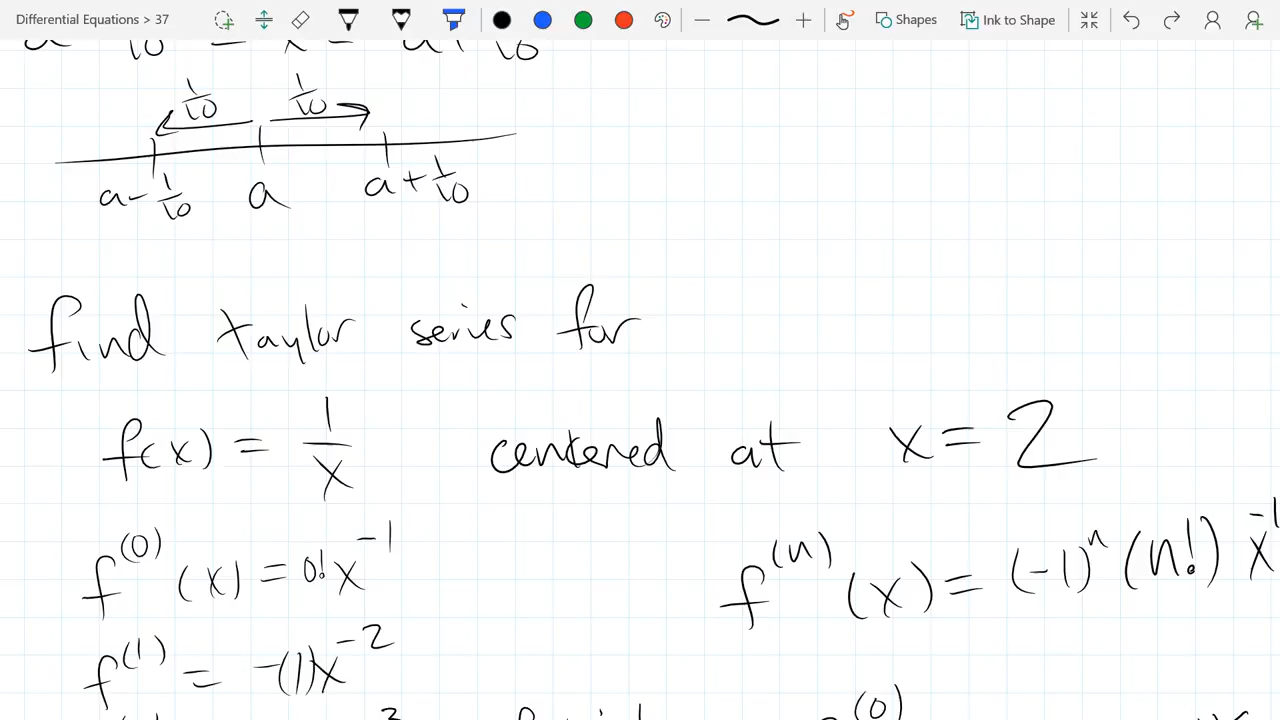 Differential Equations > 37
Shapes
Ink to Shape
1/10 1/10
a - 1/10 a a + 1/10
find taylor series for
f(x) = 1/x centered at x = 2
f^(0) (x) = 0! x^-1
f^(n) (x) = (-1)^n (n!) x^-1
f^(1) = -(1)x^-2